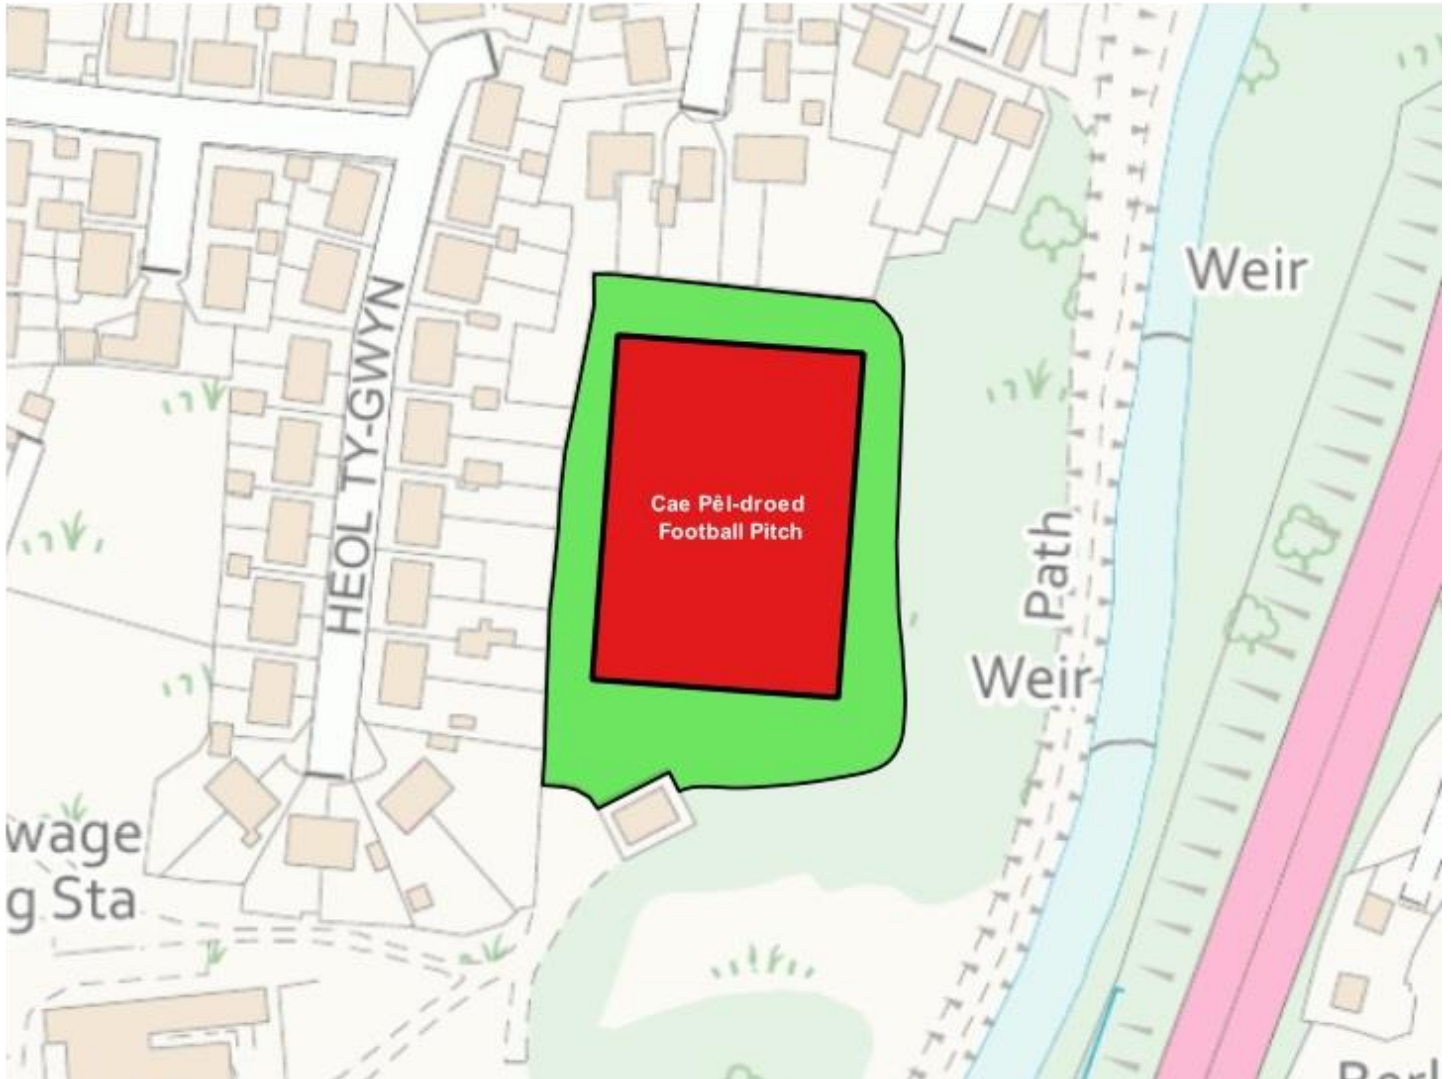 Weir
HEOL TY-GWYN
Cae Pêl-droed
Football Pitch
Path
Weir
wage
g Sta